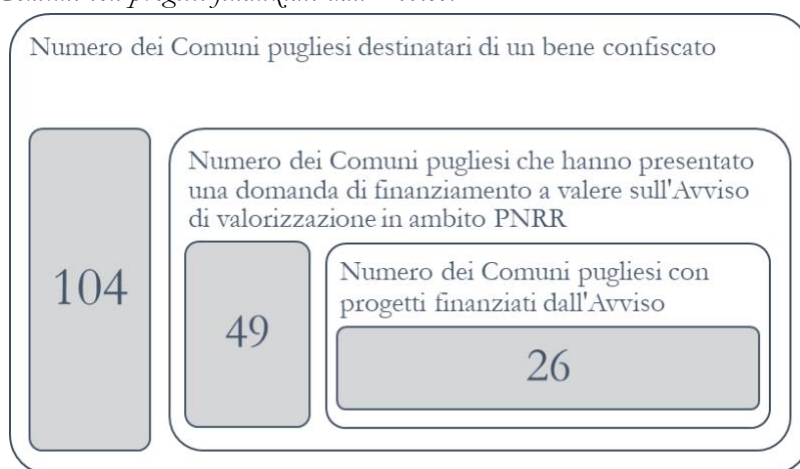 Numero dei Comuni pugliesi destinatari di un bene confiscato
104
Numero dei Comuni pugliesi che hanno presentato
una domanda di finanziamento a valere sull'Avviso
di valorizzazione in ambito PNRR
49
Numero dei Comuni pugliesi con
progetti finanziati dall'Avviso
26